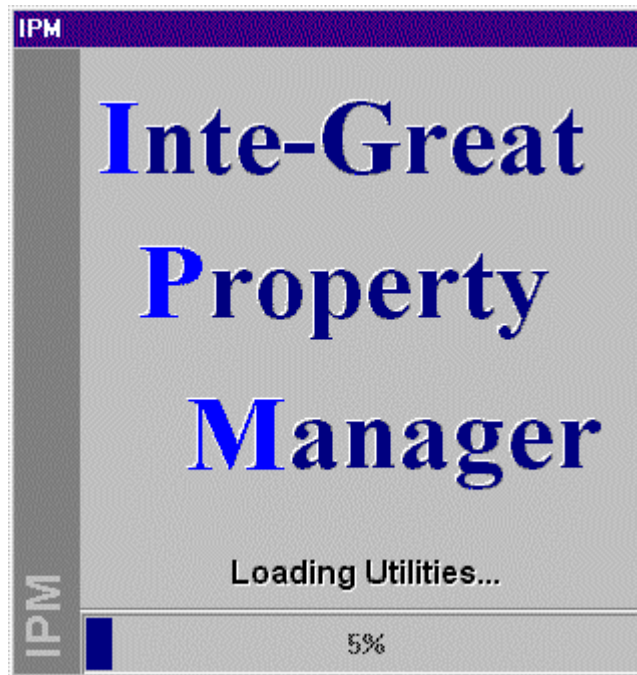 IPM
Inte-Great
Property
Manager
Loading Utilities...
IPM
5%